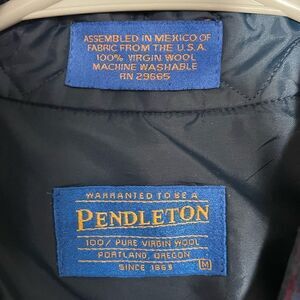 ASSEMBLED IN MEXICO OF
FABRIC FROM THE U.S.A.
100% VIRGIN WOOL
MACHINE WASHABLE
RN 29685
WARRANTED TO BE A
PENDLETON
100% PURE VIRGIN WOOL
PORTLAND, OREGON
SINCE 1863 M